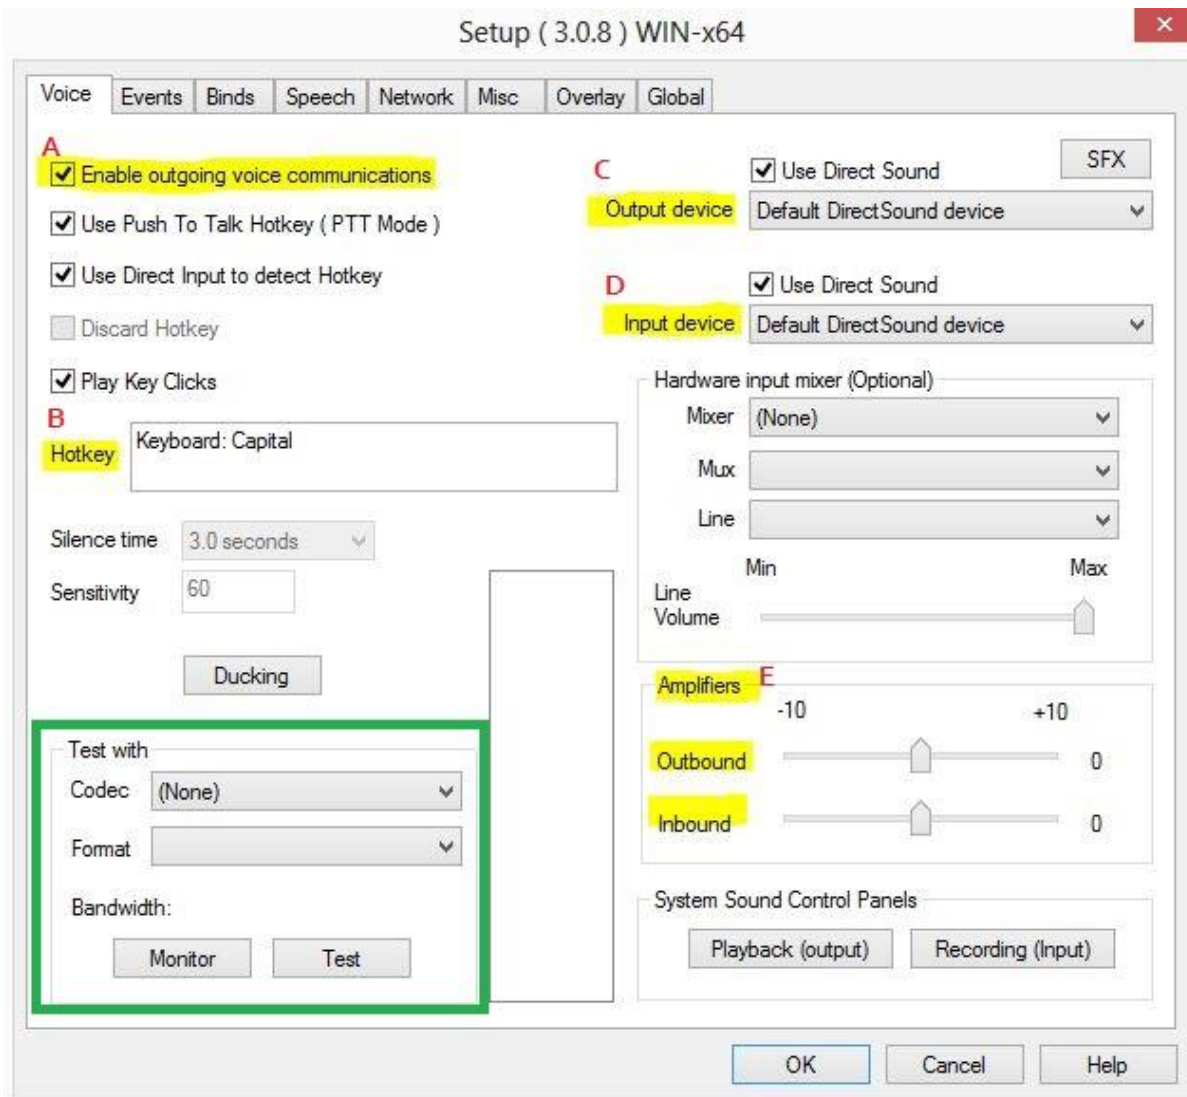 Setup ( 3.0.8 ) WIN-x64
Voice Events Binds Speech Network Misc Overlay Global
A
Enable outgoing voice communications
Use Push To Talk Hotkey ( PTT Mode )
Use Direct Input to detect Hotkey
Discard Hotkey
Play Key Clicks
B
Hotkey Keyboard: Capital
Silence time 3.0 seconds
Sensitivity 60
Ducking
Test with
Codec (None)
Format
Bandwidth:
Monitor Test
C
Use Direct Sound SFX
Output device Default DirectSound device
D
Use Direct Sound
Input device Default DirectSound device
Hardware input mixer (Optional)
Mixer (None)
Mux
Line
Min Max
Line
Volume
Amplifiers E
-10 +10
Outbound 0
Inbound 0
System Sound Control Panels
Playback (output) Recording (Input)
OK Cancel Help